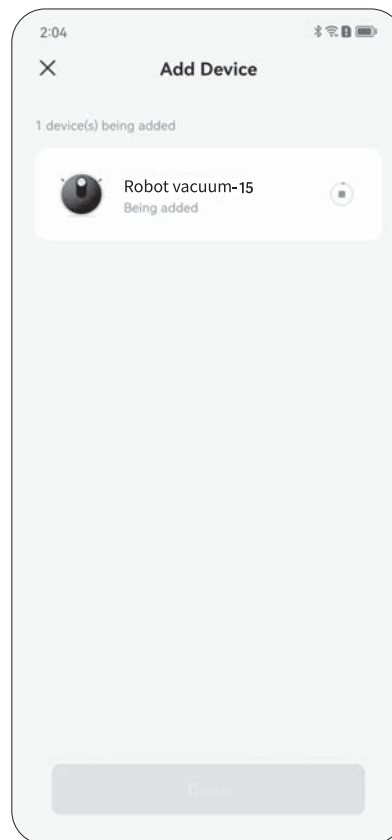 2:04
Add Device
1 device(s) being added
Robot vacuum-15
Being added
Done